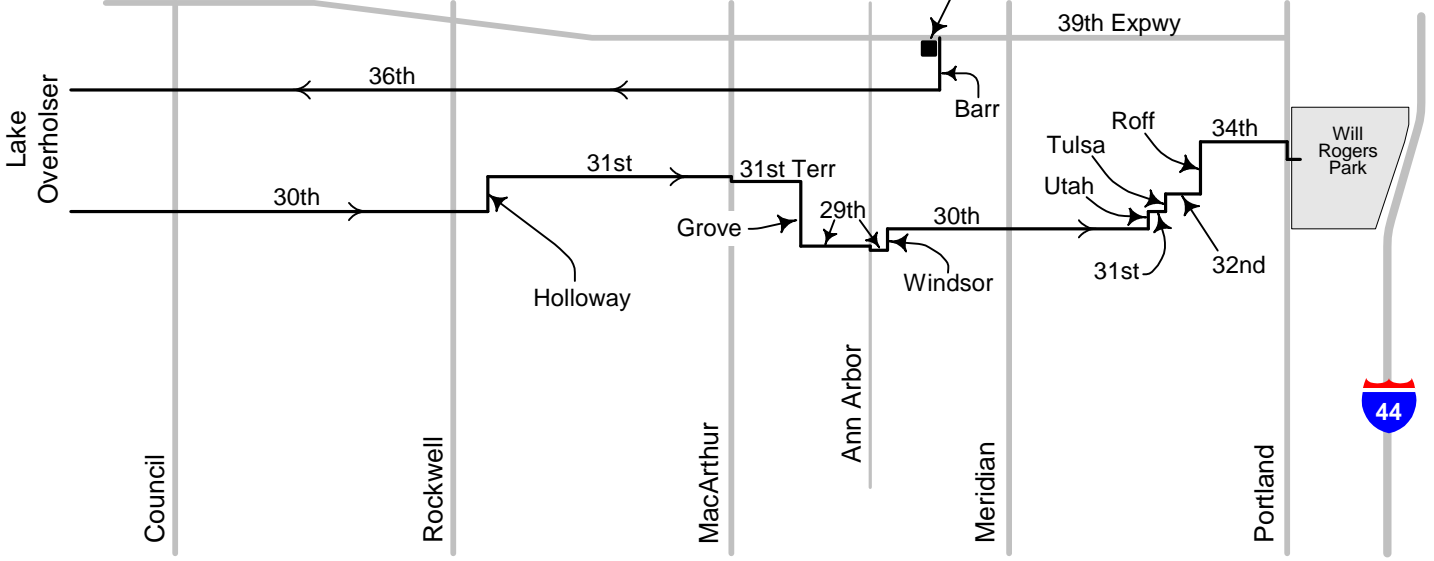 39th Expwy
36th
Barr
Lake
Overholser
Roff
34th
Will
Rogers
Park
Tulsa
31st
31st Terr
Utah
30th
Grove
29th
30th
Windsor
31st
32nd
Holloway
44
Council
Rockwell
MacArthur
Ann Arbor
Meridian
Portland